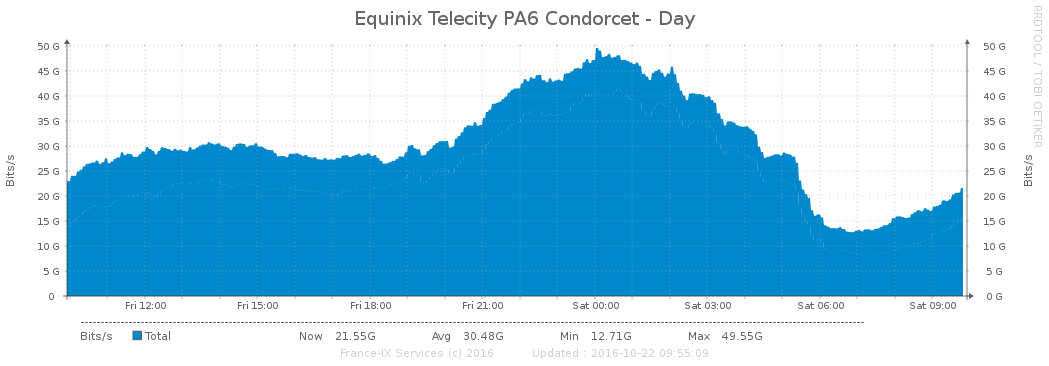 Equinix Telecity PA6 Condorcet - Day
RRDTOOL / TOBI OETIKER
Bits/s
50 G 50 G
45 G 45 G
40 G 40 G
35 G 35 G
30 G 30 G
25 G 25 G
20 G 20 G
15 G 15 G
10 G 10 G
5 G 5 G
0 0 G
Bits/s
Fri 12:00 Fri 15:00 Fri 18:00 Fri 21:00 Sat 00:00 Sat 03:00 Sat 06:00 Sat 09:00
Bits/s Total Now 21.55G Avg 30.48G Min 12.71G Max 49.55G
France-IX Services (c) 2016 Updated : 2016-10-22 09:55:09